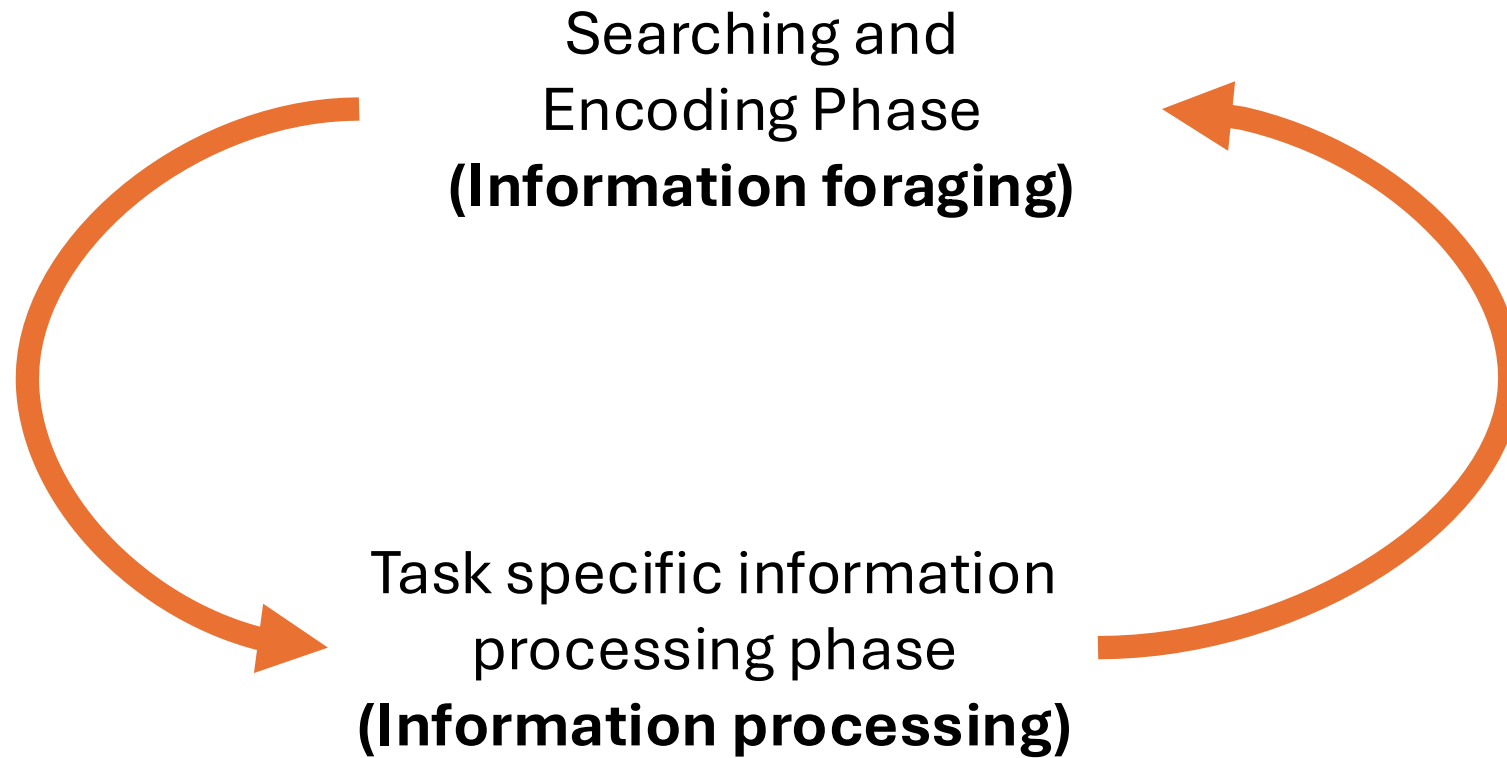 Searching and
Encoding Phase
(Information foraging)
Task specific information
processing phase
(Information processing)